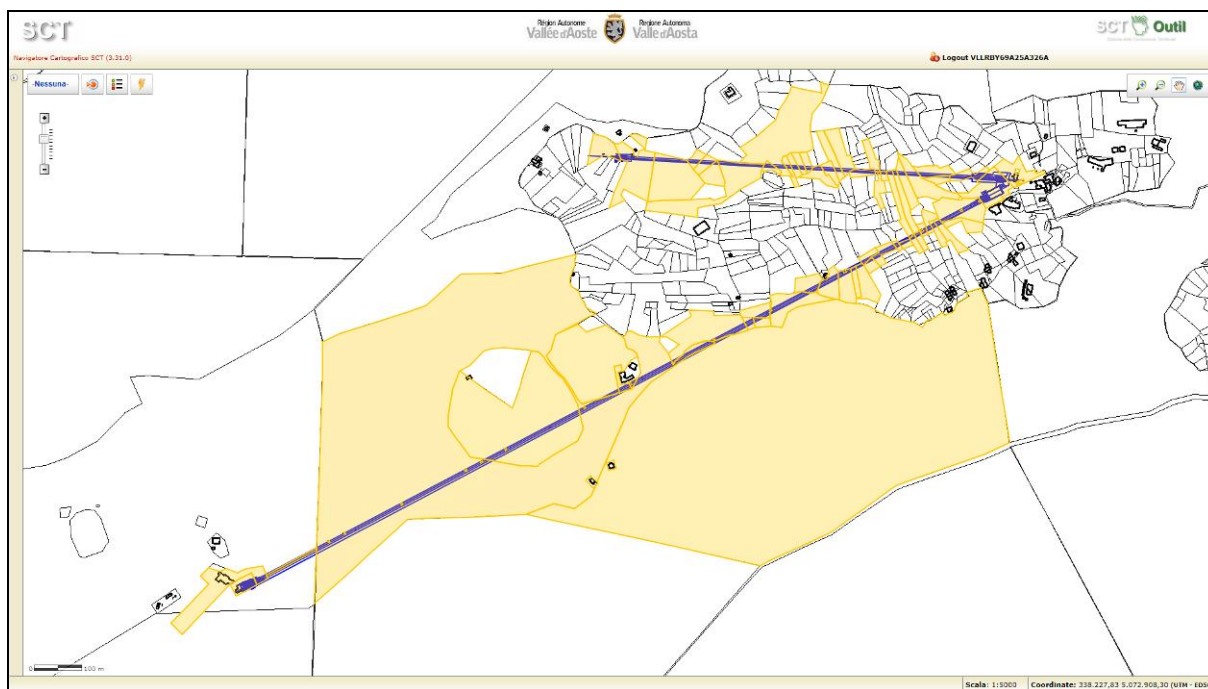 SCT
Région Autonome
Vallée d'Aoste
Regione Autonoma
Valle d'Aosta
SCT Outil
Navigatore Cartografico SCT (3.31.0)
Logout VLLRBY69A25A326A
-Nessuna-
0 100 m
Scala: 1:5000
Coordinate: 338.227,83 5.072.908,30 (UTM - ED50